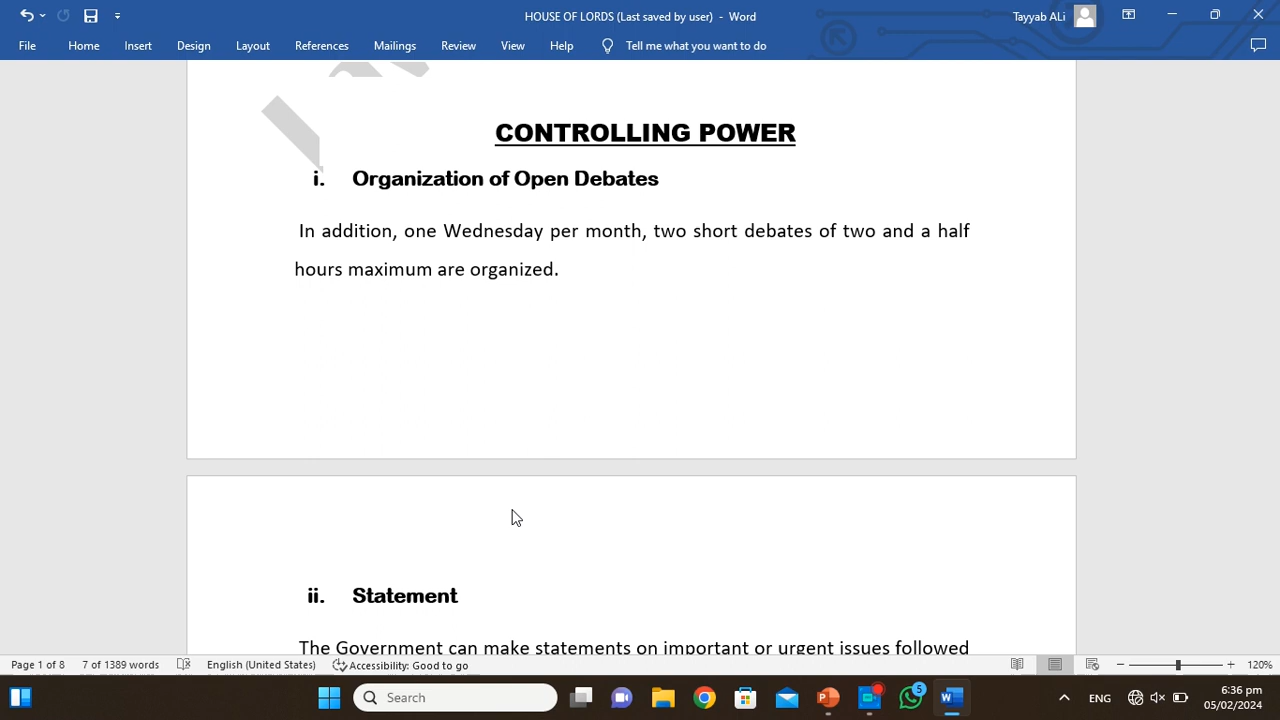 HOUSE OF LORDS (Last saved by user) - Word
Tayyab ALi
File Home Insert Design Layout References Mailings Review View Help Tell me what you want to do
CONTROLLING POWER
i. Organization of Open Debates
In addition, one Wednesday per month, two short debates of two and a half
hours maximum are organized.
ii. Statement
The Government can make statements on important or urgent issues followed
Page 1 of 8 7 of 1389 words English (United States) Accessibility: Good to go 120%
Search 5 ENG 6:36 pm
05/02/2024